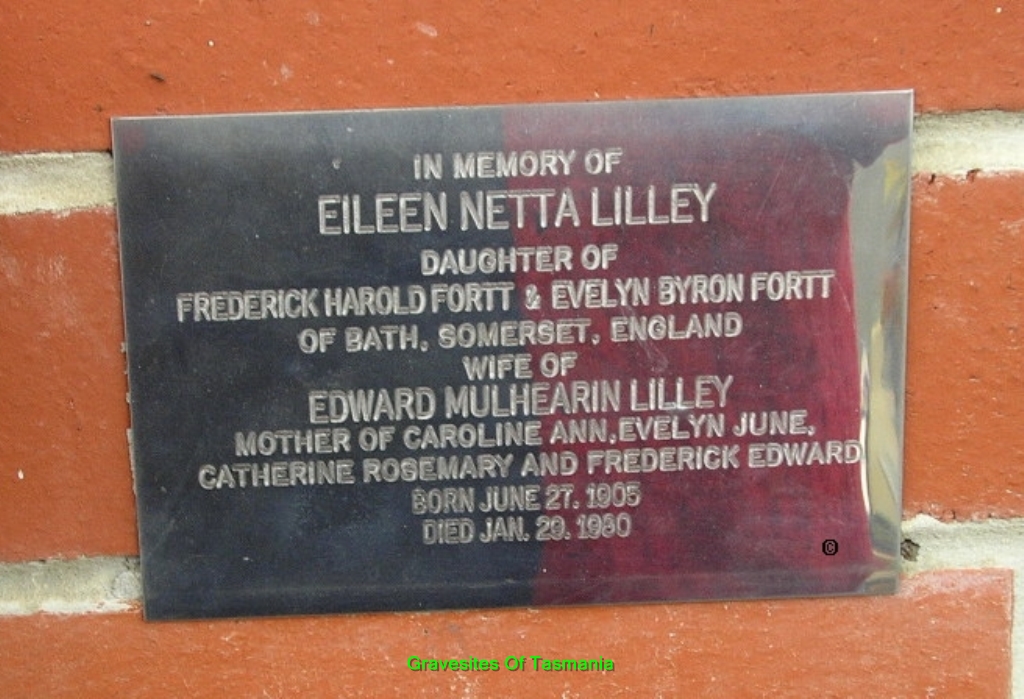 IN MEMORY OF
EILEEN NETTA LILLEY
DAUGHTER OF
FREDERICK HAROLD FORTT & EVELYN BYRON FORTT
OF BATH, SOMERSET, ENGLAND
WIFE OF
EDWARD MULHEARIN LILLEY
MOTHER OF CAROLINE ANN, EVELYN JUNE,
CATHERINE ROSEMARY AND FREDERICK EDWARD
BORN JUNE 27, 1905
DIED JAN. 29, 1980
©
Gravesites Of Tasmania